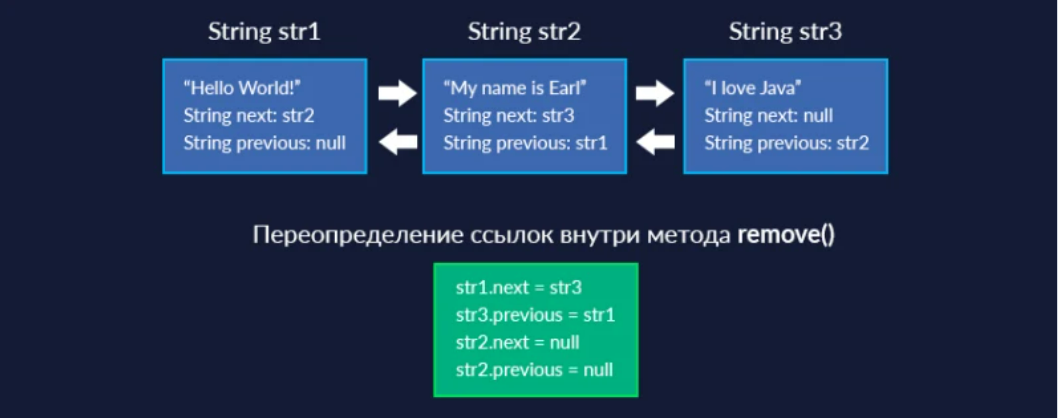 String str1
String str2
String str3
“Hello World!”
String next: str2
String previous: null
“My name is Earl”
String next: str3
String previous: str1
“I love Java”
String next: null
String previous: str2
Переопределение ссылок внутри метода remove()
str1.next = str3
str3.previous = str1
str2.next = null
str2.previous = null